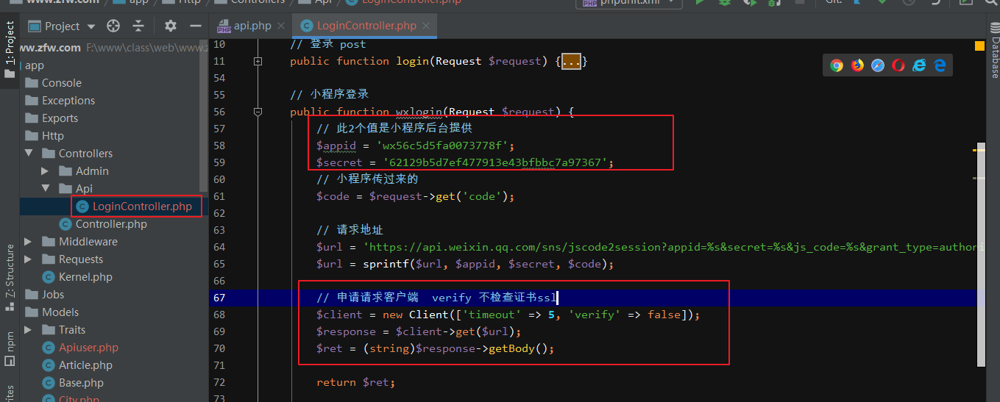 www.zfw.com app Http Controllers Api LoginController.php phpunit.xml Git:
Project
api.php
LoginController.php
1: Project
Z: Structure
npm
Database
www.zfw.com F:\www\class\web\www.z
app
Console
Exceptions
Exports
Http
Controllers
Admin
Api
LoginController.php
Controller.php
Middleware
Requests
Kernel.php
Jobs
Models
Traits
Apiuser.php
Article.php
Base.php
City.php
10 // 登录 post
11 public function login(Request $request) {...}
54
55 // 小程序登录
56 public function wxlogin(Request $request) {
57 // 此2个值是小程序后台提供
58 $appid = 'wx56c5d5fa0073778f';
59 $secret = '62129b5d7ef477913e43bfbbc7a97367';
60 // 小程序传过来的
61 $code = $request->get('code');
62
63 // 请求地址
64 $url = 'https://api.weixin.qq.com/sns/jscode2session?appid=%s&secret=%s&js_code=%s&grant_type=authori
65 $url = sprintf($url, $appid, $secret, $code);
66
67 // 申请请求客户端 verify 不检查证书ssl
68 $client = new Client(['timeout' => 5, 'verify' => false]);
69 $response = $client->get($url);
70 $ret = (string)$response->getBody();
71
72 return $ret;
73